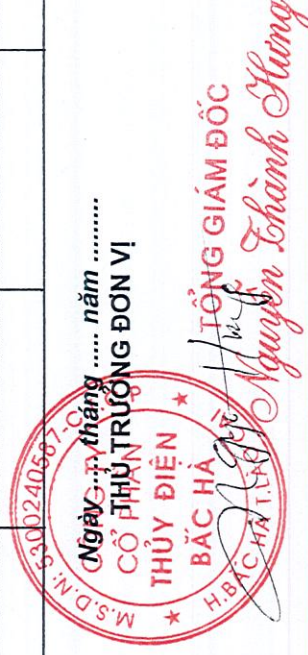 Ngày ..... tháng ...... năm .........
THỦ TRƯỞNG ĐƠN VỊ
M.S.D.N: 5300240587-C
CÔNG TY
CỔ PHẦN
THỦY ĐIỆN
BẮC HÀ
H.BẮC HÀ T.LÀO
TỔNG GIÁM ĐỐC
Nguyễn Thành Hưng